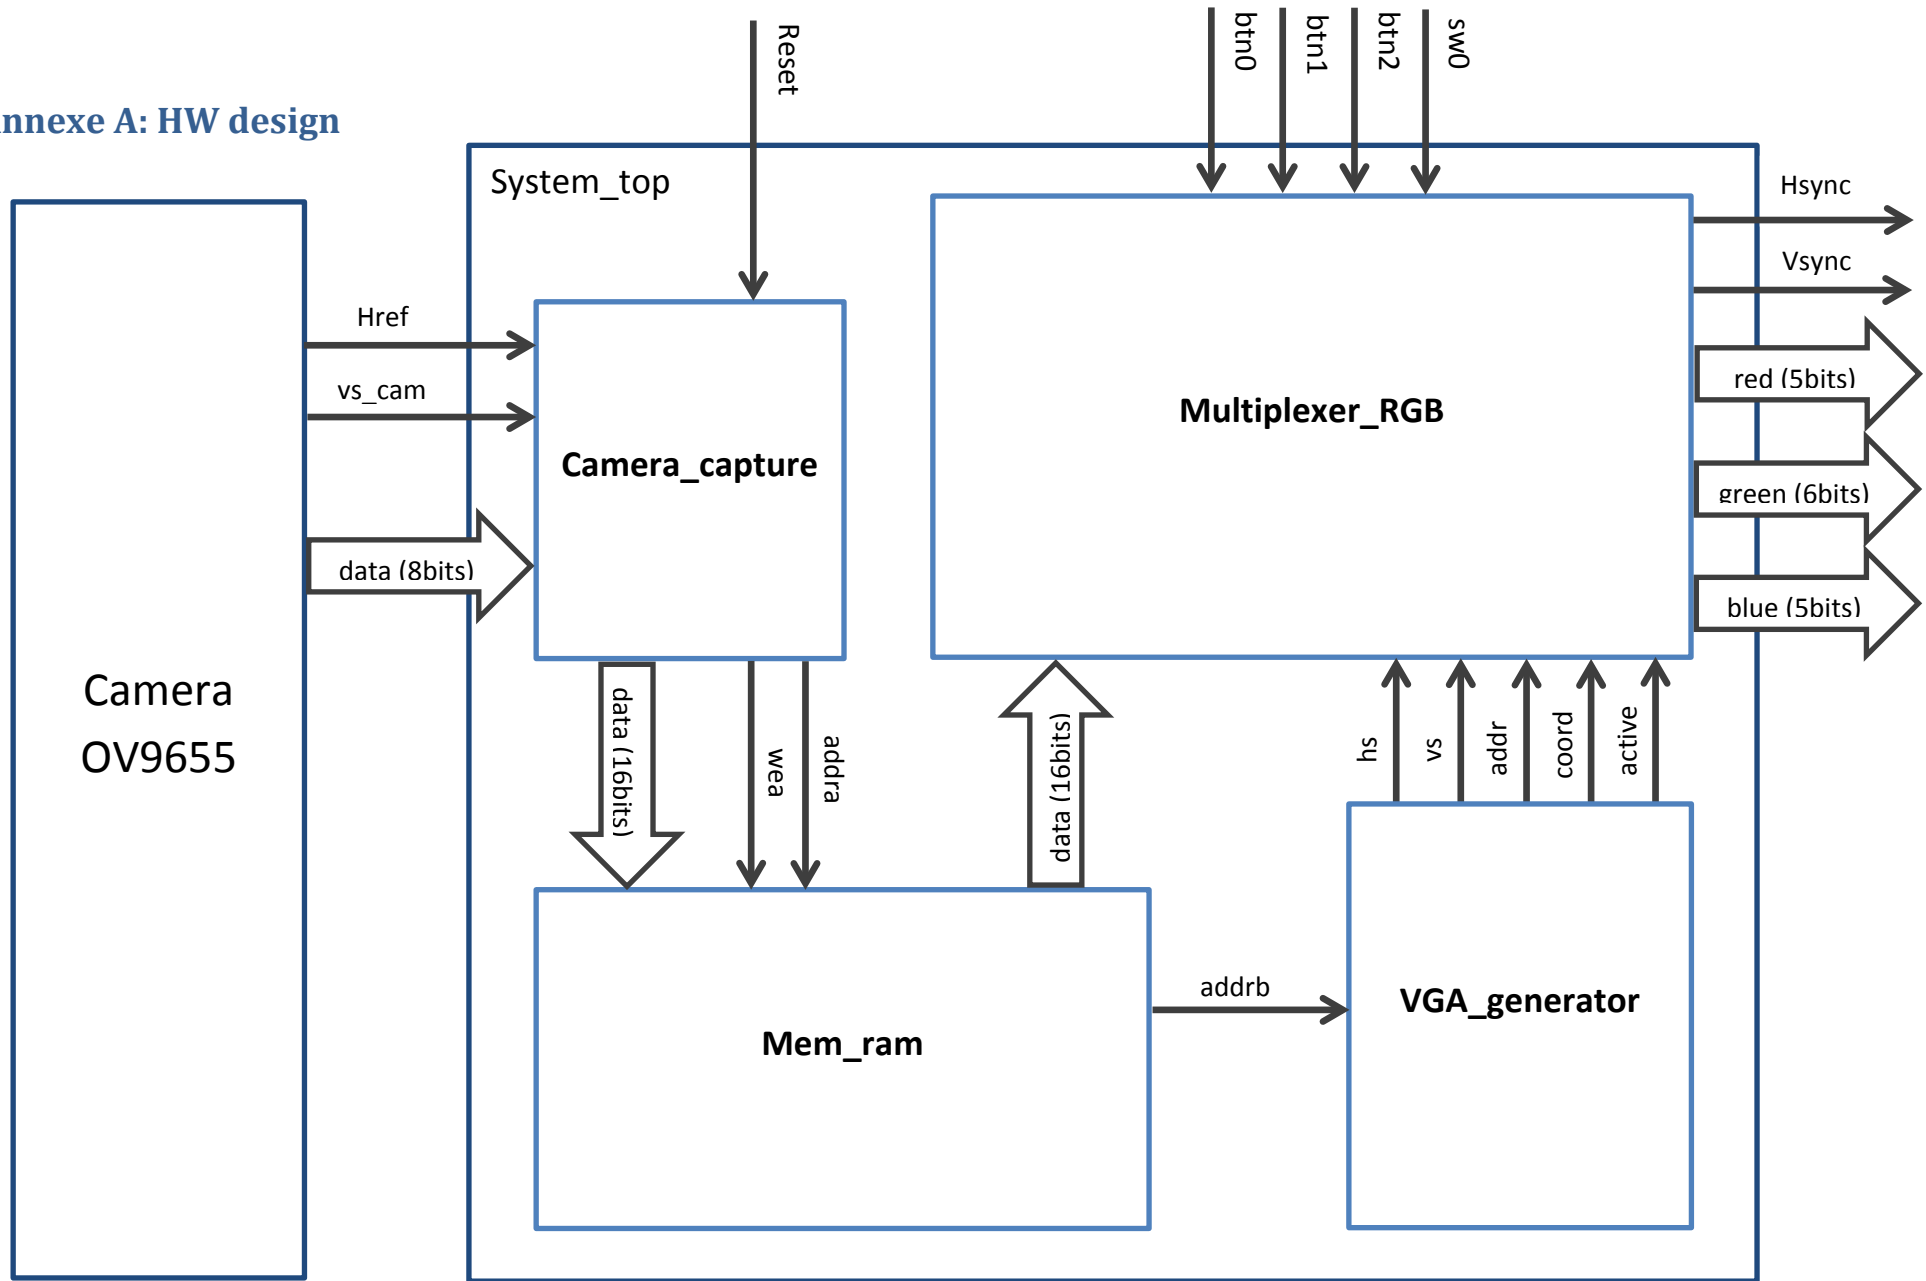 nnexe A: HW design
Reset
btn0
btn1
btn2
sw0
System_top
Hsync
Vsync
Href
vs_cam
red (5bits)
Multiplexer_RGB
Camera_capture
green (6bits)
data (8bits)
blue (5bits)
Camera
OV9655
data (16bits)
wea
addra
data (16bits)
hs
vs
addr
coord
active
addrb
VGA_generator
Mem_ram